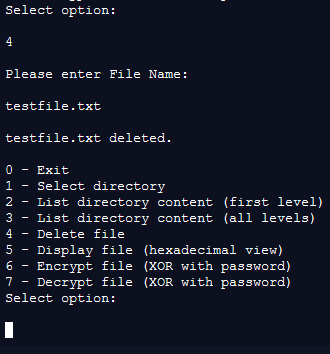 Select option:
4
Please enter File Name:
testfile.txt
testfile.txt deleted.
0 - Exit
1 - Select directory
2 - List directory content (first level)
3 - List directory content (all levels)
4 - Delete file
5 - Display file (hexadecimal view)
6 - Encrypt file (XOR with password)
7 - Decrypt file (XOR with password)
Select option: